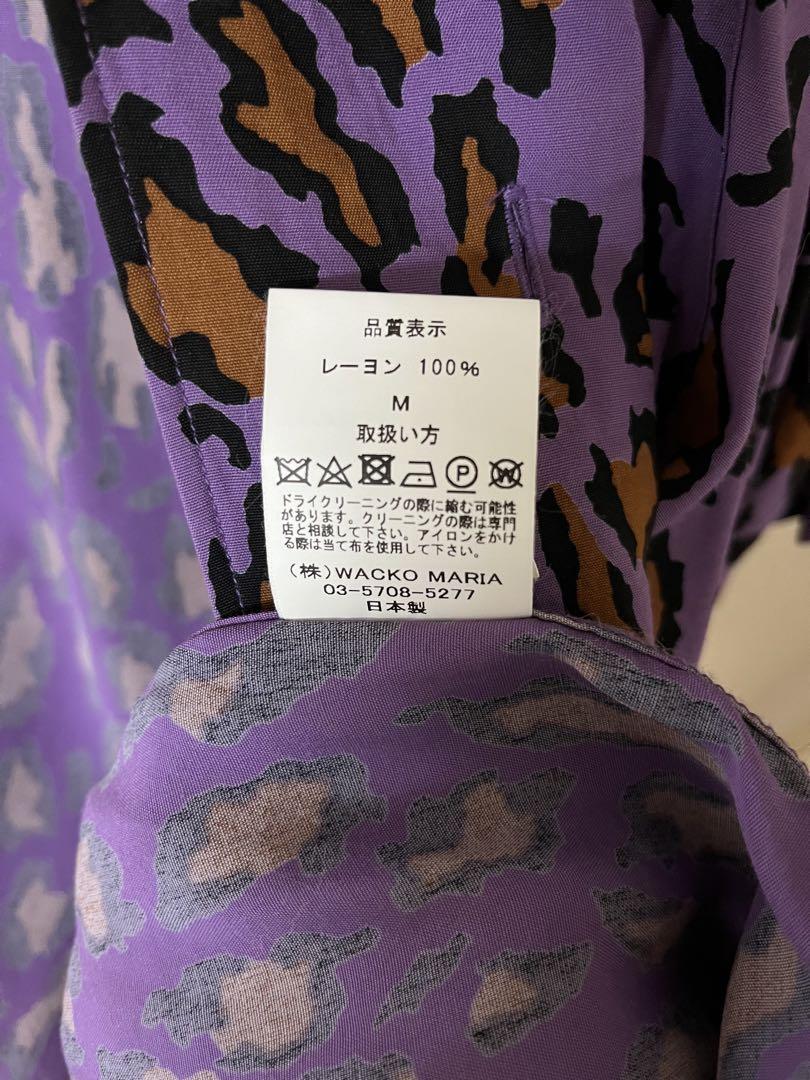 品質表示
レーヨン 100%
M
取扱い方
P W
ドライクリーニングの際に縮む可能性
があります。クリーニングの際は専門
店と相談して下さい。アイロンをかけ
る際は当て布を使用して下さい。
(株)WACKO MARIA
03-5708-5277
日本製